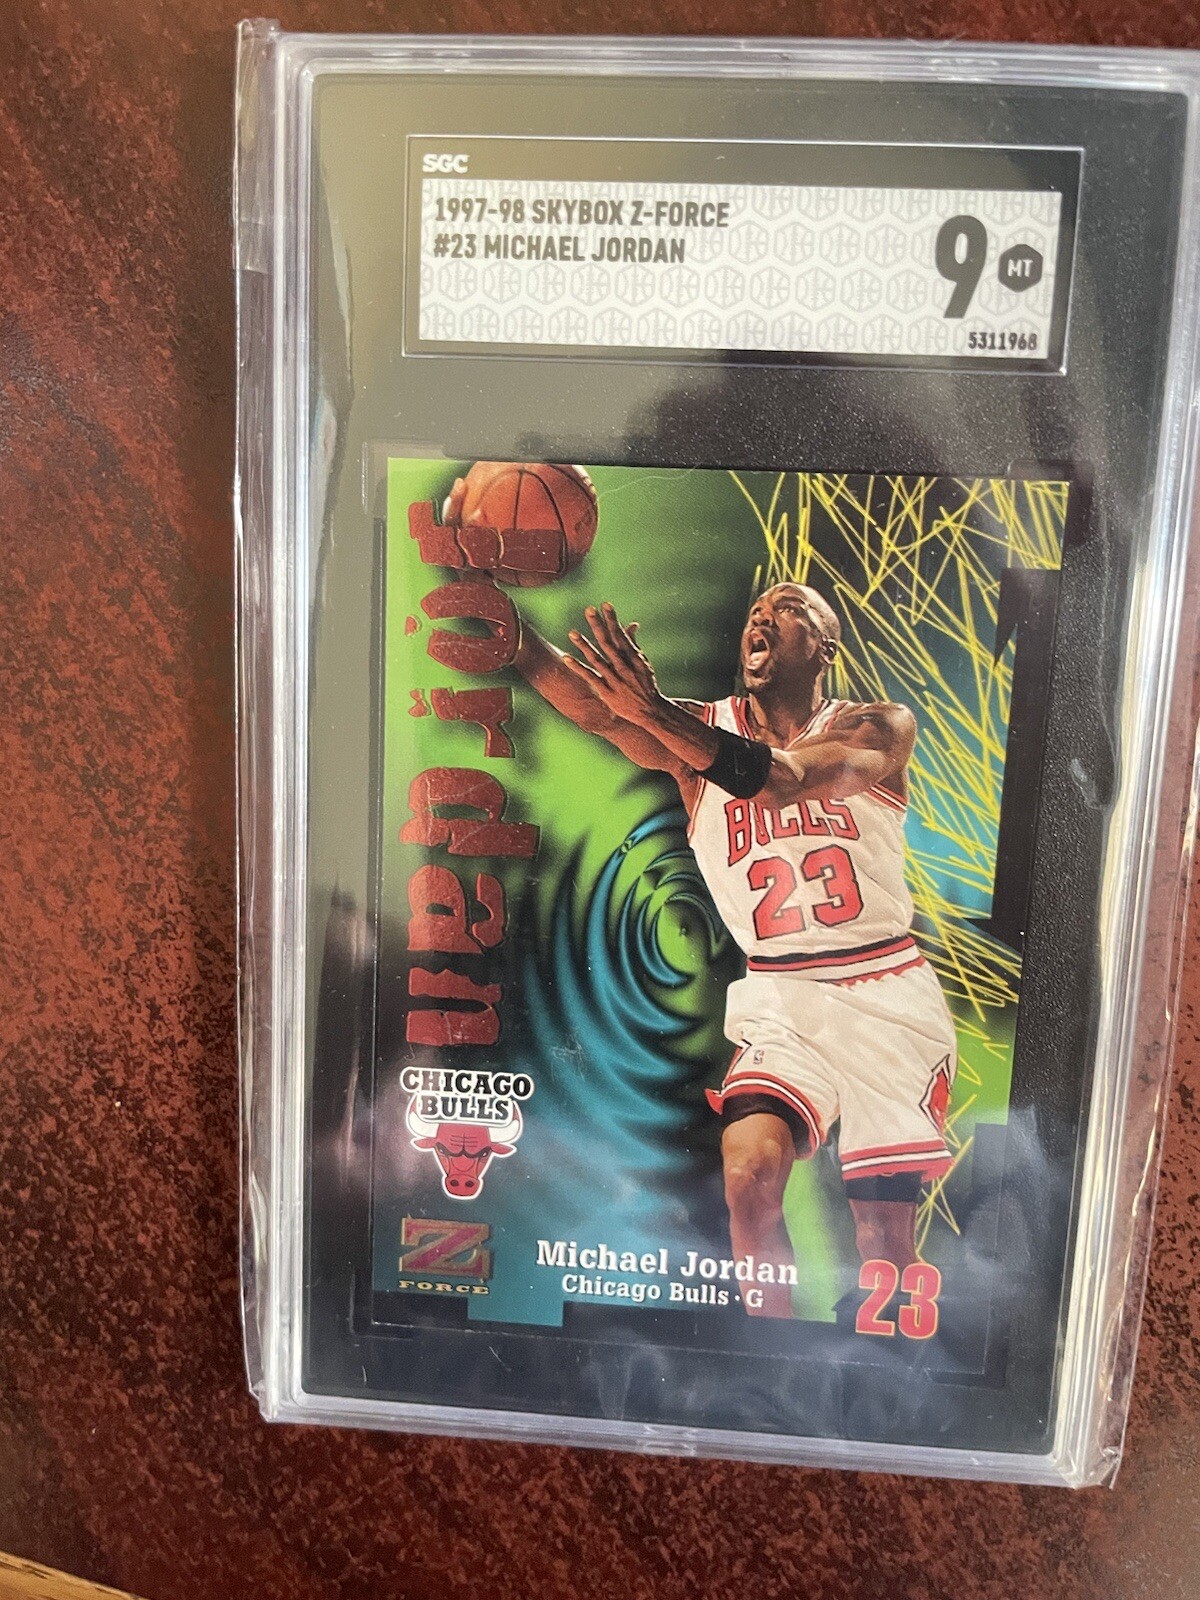 SGC
1997-98 SKYBOX Z-FORCE
#23 MICHAEL JORDAN
9
MT
5311968
jordan
BULLS
23
CHICAGO
BULLS
Z
FORCE
Michael Jordan
Chicago Bulls · G
23